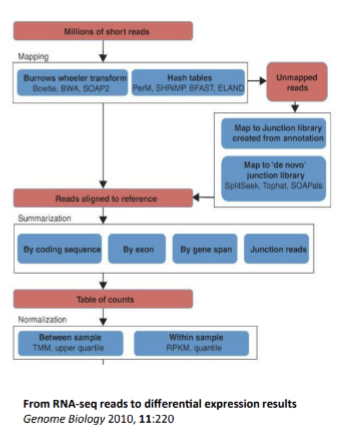 Millions of short reads
Mapping
Burrows wheeler transform
Bowtie, BWA, SOAP2
Hash tables
PerM, SHRiMP, BFAST, ELAND
Unmapped
reads
Map to Junction library
created from annotation
Map to 'de novo'
junction library
SplitSeek, Tophat, SOAPals
Reads aligned to reference
Summarization
By coding sequence
By exon
By gene span
Junction reads
Table of counts
Normalization
Between sample
TMM, upper quartile
Within sample
RPKM, quantile
From RNA-seq reads to differential expression results
Genome Biology 2010, 11:220